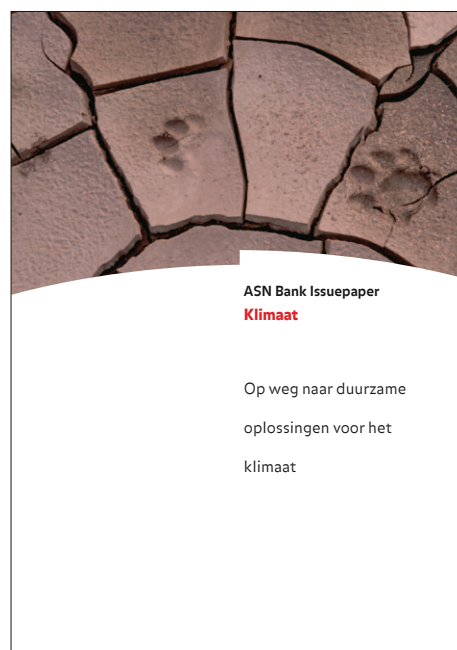 ASN Bank Issuepaper
Klimaat
Op weg naar duurzame
oplossingen voor het
klimaat